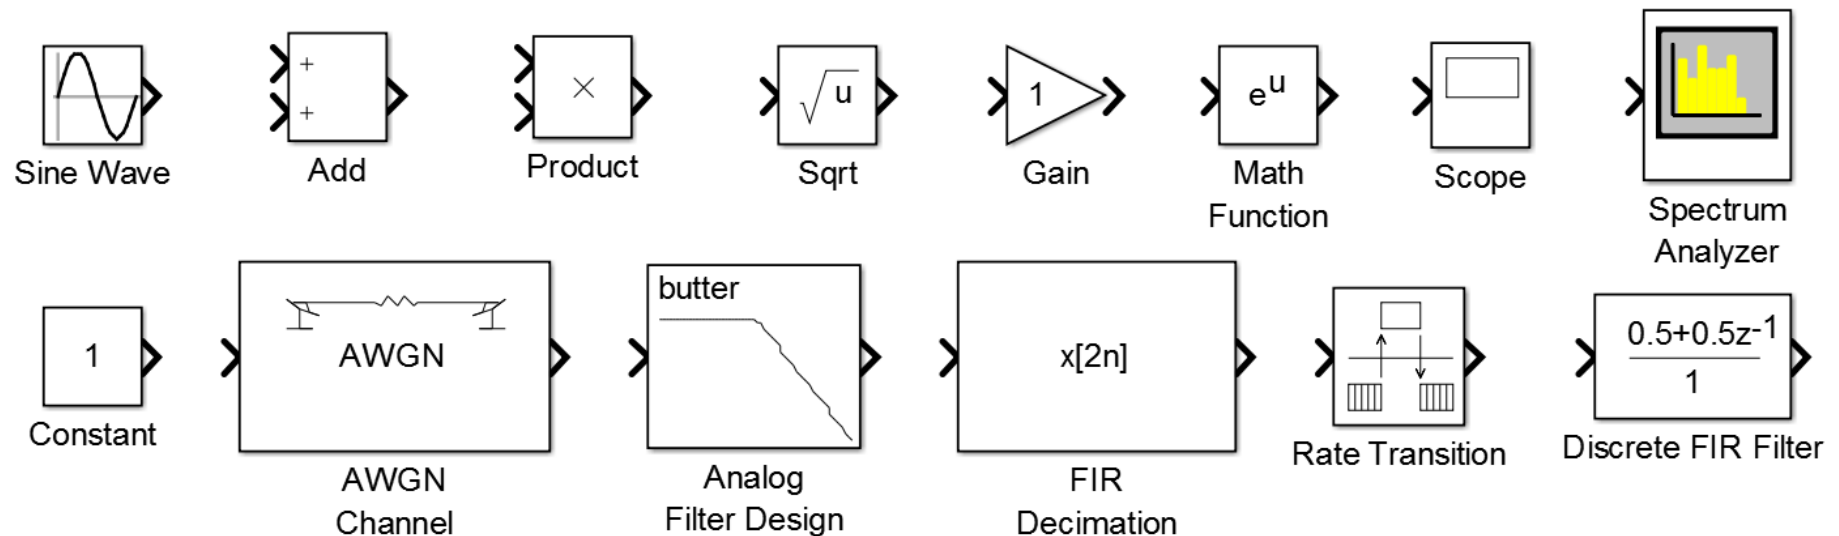 +
+
×
√u
1
eᵘ
Sine Wave
Add
Product
Sqrt
Gain
Math
Function
Scope
Spectrum
Analyzer
1
AWGN
butter
x[2n]
0.5+0.5z⁻¹
1
Constant
AWGN
Channel
Analog
Filter Design
FIR
Decimation
Rate Transition
Discrete FIR Filter